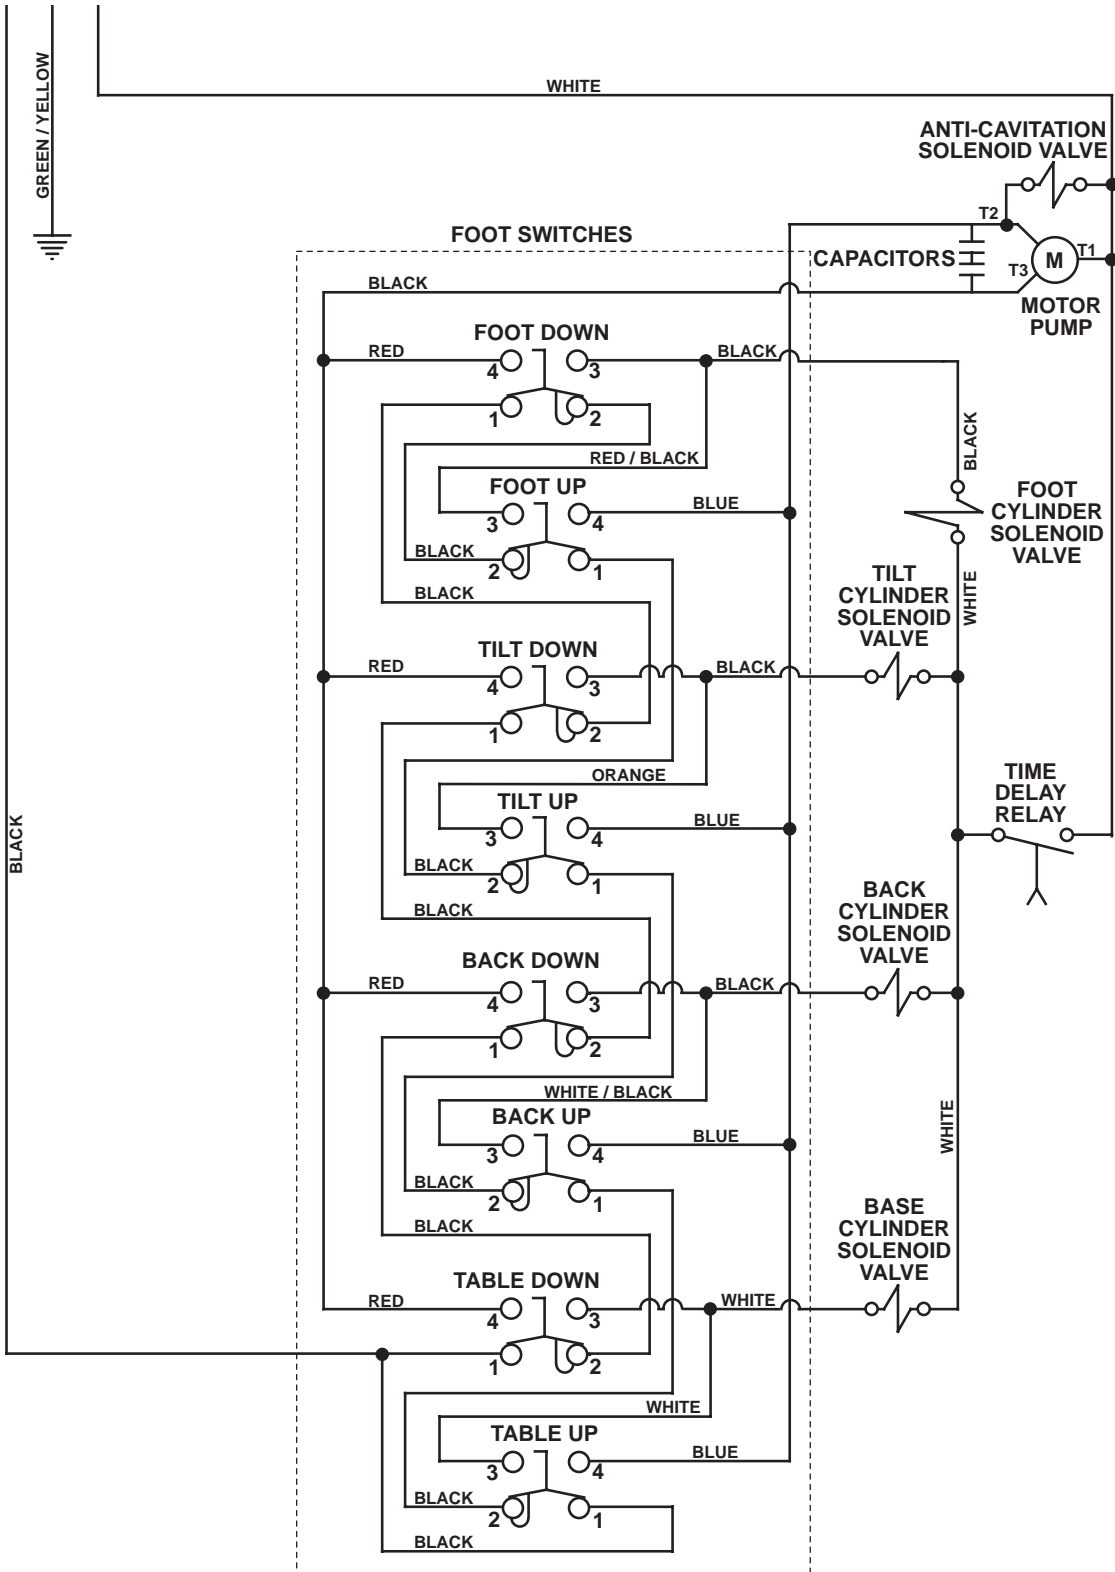 WHITE
GREEN / YELLOW
ANTI-CAVITATION
SOLENOID VALVE
T2
FOOT SWITCHES
CAPACITORS
T3
M
T1
MOTOR
PUMP
BLACK
FOOT DOWN
RED
4
3
BLACK
1
2
BLACK
RED / BLACK
FOOT UP
3
4
BLUE
FOOT
CYLINDER
SOLENOID
VALVE
BLACK
2
1
BLACK
WHITE
TILT
CYLINDER
SOLENOID
VALVE
TILT DOWN
RED
4
3
BLACK
1
2
ORANGE
TIME
DELAY
RELAY
TILT UP
3
4
BLUE
BLACK
BLACK
2
1
BLACK
BACK
CYLINDER
SOLENOID
VALVE
BACK DOWN
RED
4
3
BLACK
1
2
WHITE / BLACK
BACK UP
3
4
BLUE
WHITE
BLACK
2
1
BLACK
BASE
CYLINDER
SOLENOID
VALVE
TABLE DOWN
RED
4
3
WHITE
1
2
WHITE
TABLE UP
3
4
BLUE
BLACK
2
1
BLACK